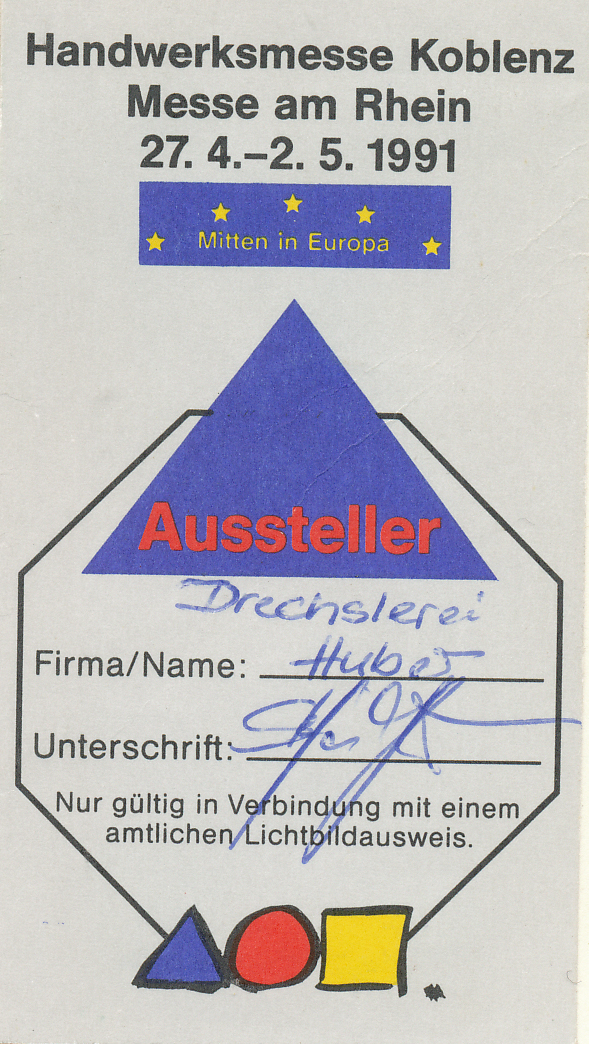 Handwerksmesse Koblenz
Messe am Rhein
27. 4.–2. 5. 1991
Mitten in Europa
Aussteller
Drechslerei
Firma/Name: Huber
Unterschrift:
Nur gültig in Verbindung mit einem
amtlichen Lichtbildausweis.